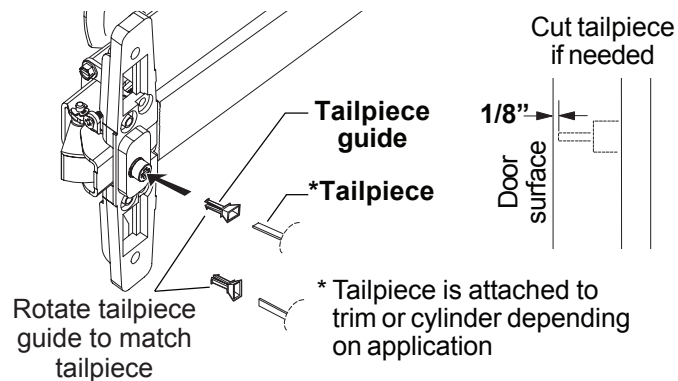 Cut tailpiece
if needed
1/8”
Door
surface
Tailpiece
guide
*Tailpiece
Rotate tailpiece
guide to match
tailpiece
* Tailpiece is attached to
trim or cylinder depending
on application